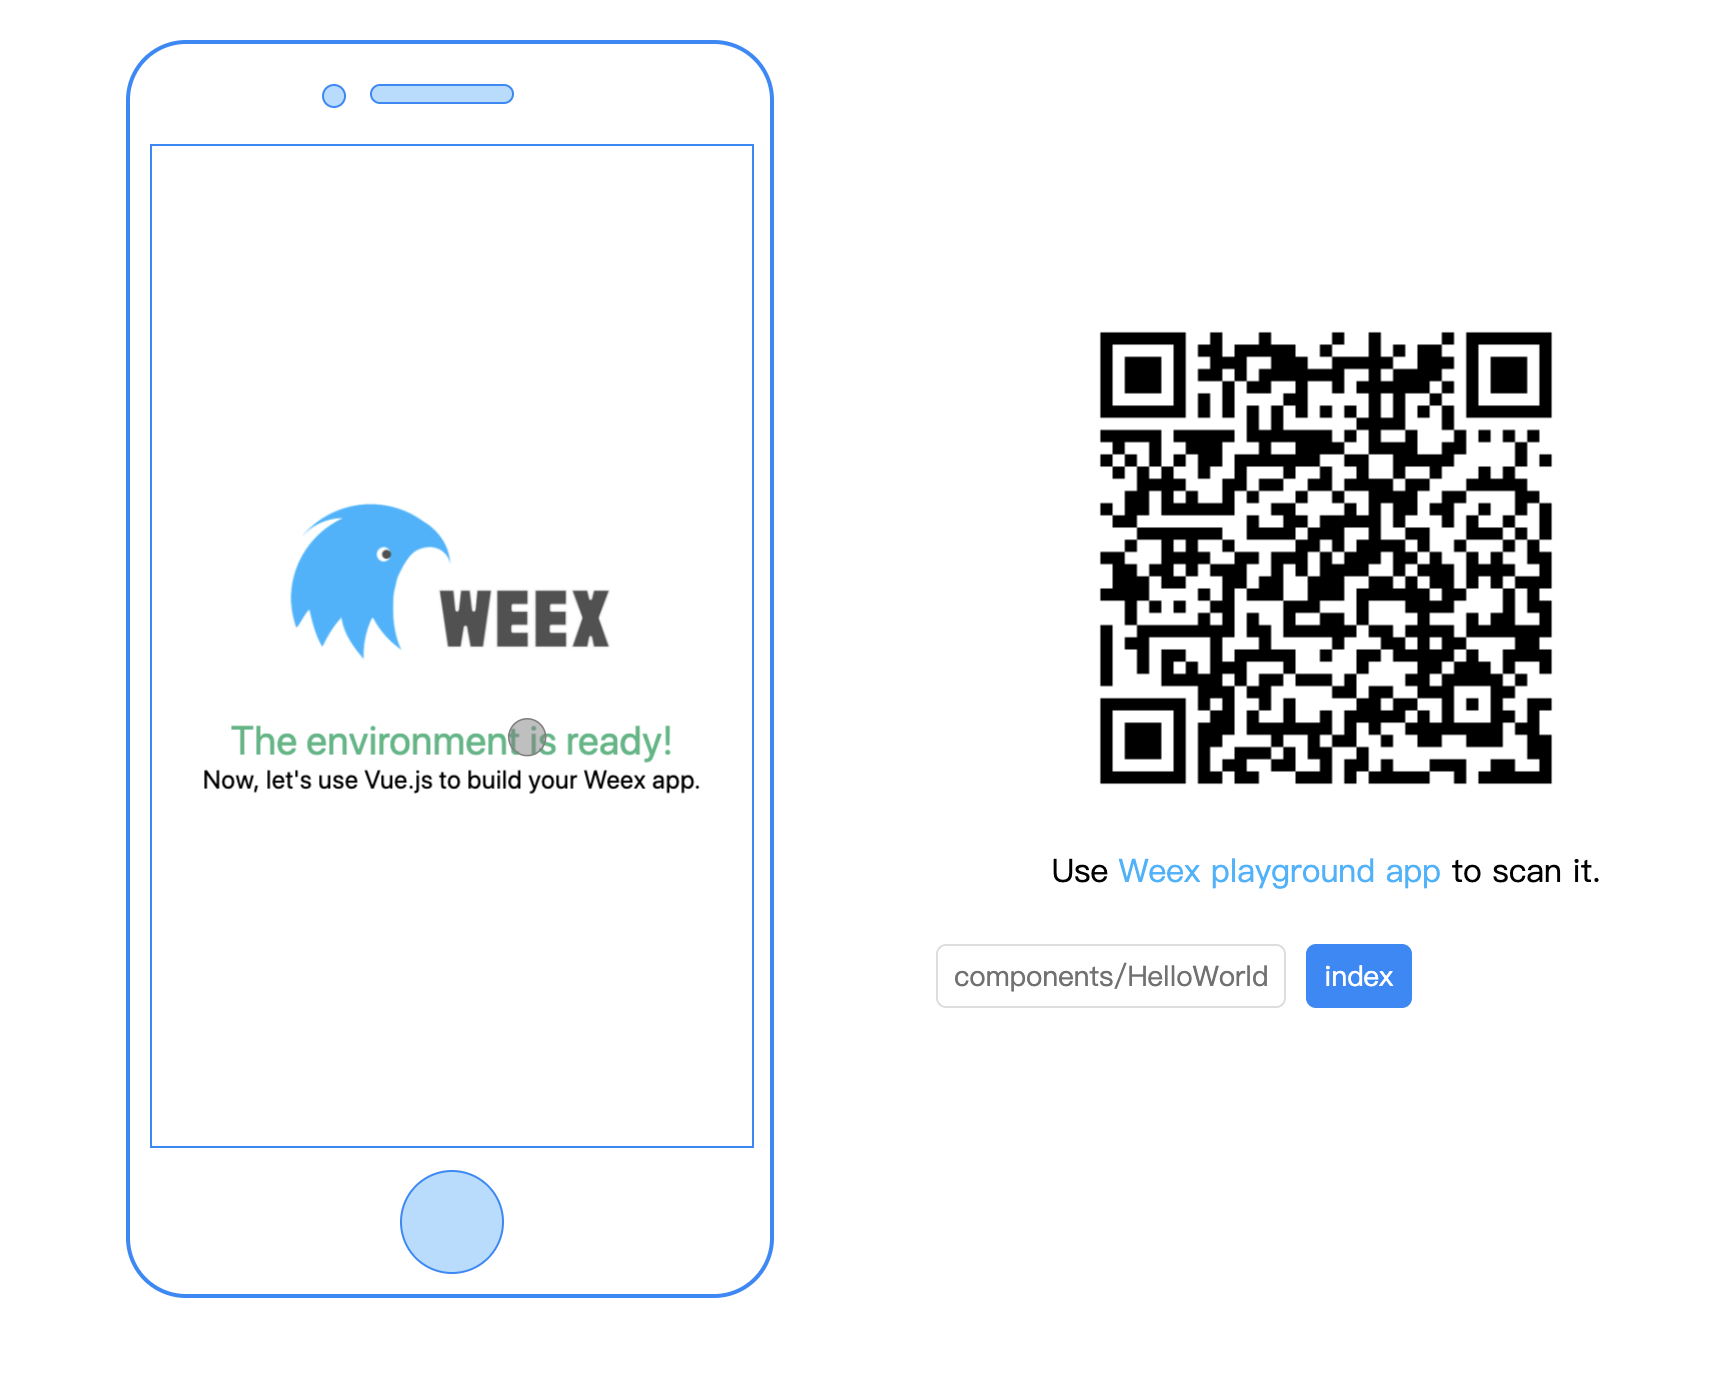 WEEX
The environment is ready!
Now, let's use Vue.js to build your Weex app.
Use Weex playground app to scan it.
components/HelloWorld
index